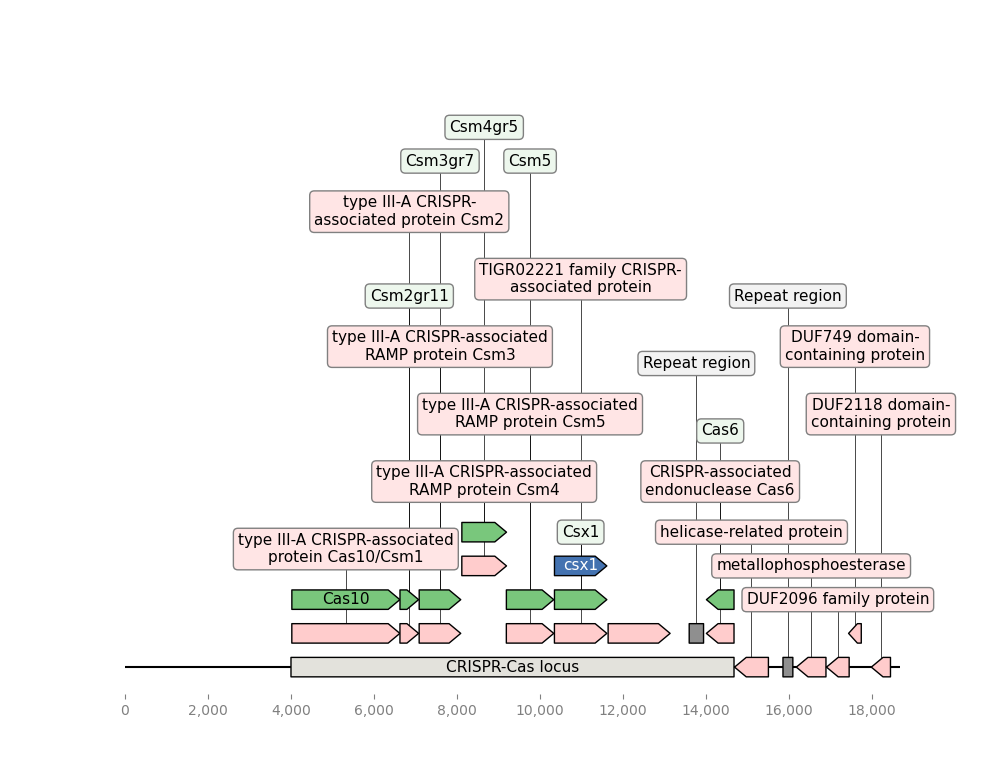 Csm4gr5
Csm3gr7
Csm5
type III-A CRISPR-
associated protein Csm2
TIGR02221 family CRISPR-
associated protein
Csm2gr11
Repeat region
type III-A CRISPR-associated
RAMP protein Csm3
DUF749 domain-
containing protein
Repeat region
type III-A CRISPR-associated
RAMP protein Csm5
DUF2118 domain-
containing protein
Cas6
type III-A CRISPR-associated
RAMP protein Csm4
CRISPR-associated
endonuclease Cas6
Csx1
helicase-related protein
type III-A CRISPR-associated
protein Cas10/Csm1
csx1
metallophosphoesterase
Cas10
DUF2096 family protein
CRISPR-Cas locus
0
2,000
4,000
6,000
8,000
10,000
12,000
14,000
16,000
18,000